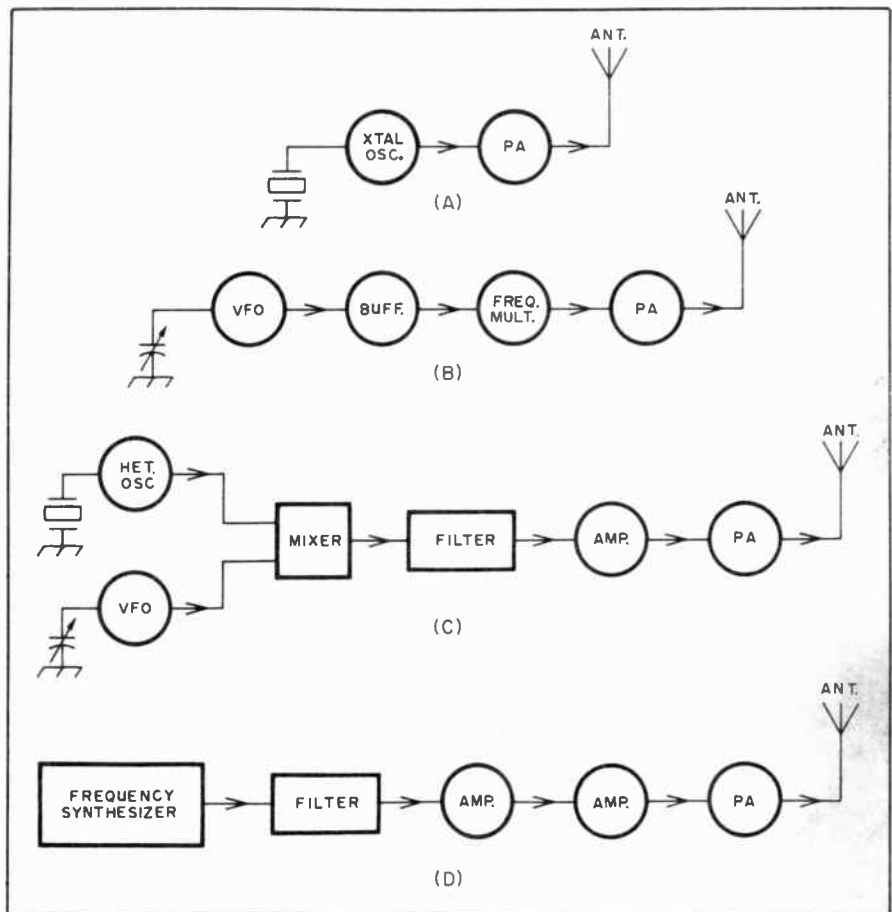 ANT.
XTAL
OSC.
PA
(A)
ANT.
VFO
BUFF.
FREQ.
MULT.
PA
(B)
ANT.
HET.
OSC
MIXER
FILTER
AMP.
PA
VFO
(C)
ANT.
FREQUENCY
SYNTHESIZER
FILTER
AMP.
AMP.
PA
(D)